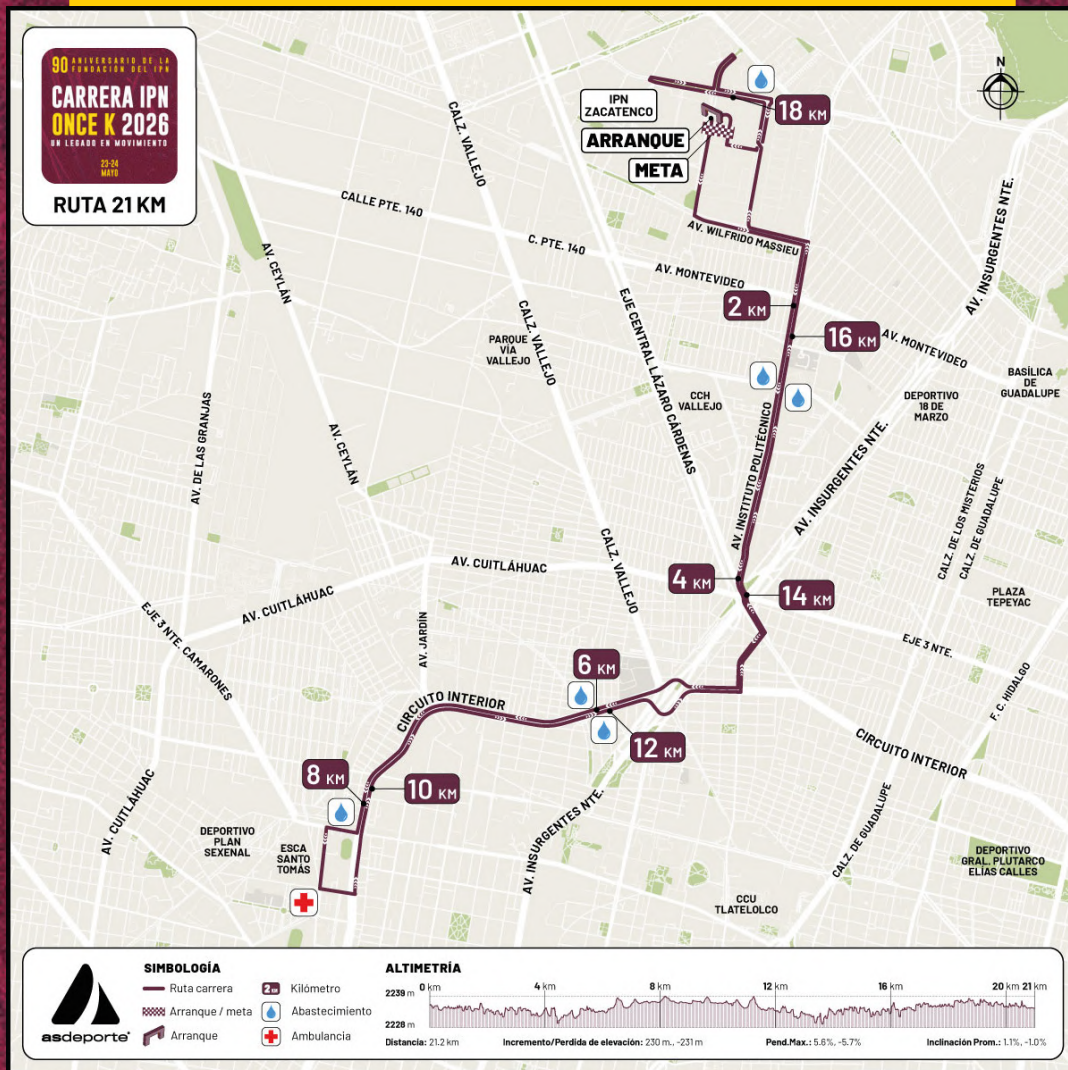 90 ANIVERSARIO DE LA
FUNDACIÓN DEL IPN
CARRERA IPN
ONCE K 2026
UN LEGADO EN MOVIMIENTO
23-24
MAYO
RUTA 21 KM
N
IPN
ZACATENCO
ARRANQUE
META
18 KM
CALZ. VALLEJO
CALLE PTE. 140
C. PTE. 140
AV. WILFRIDO MASSIEU
AV. MONTEVIDEO
AV. INSURGENTES NTE.
AV. CEYLÁN
EJE CENTRAL LÁZARO CÁRDENAS
2 KM
16 KM
AV. MONTEVIDEO
CALZ. VALLEJO
PARQUE
VÍA
VALLEJO
BASÍLICA
DE
GUADALUPE
CCH
VALLEJO
DEPORTIVO
18 DE
MARZO
AV. DE LAS GRANJAS
AV. CEYLÁN
AV. INSTITUTO POLITÉCNICO
AV. INSURGENTES NTE.
CALZ. DE LOS MISTERIOS
CALZ. DE GUADALUPE
CALZ. VALLEJO
AV. CUITLÁHUAC
4 KM
14 KM
PLAZA
TEPEYAC
AV. CUITLÁHUAC
EJE 3 NTE. CAMARONES
AV. JARDÍN
EJE 3 NTE.
6 KM
F. C. HIDALGO
CIRCUITO INTERIOR
12 KM
CIRCUITO INTERIOR
8 KM
10 KM
AV. CUITLÁHUAC
DEPORTIVO
PLAN
SEXENAL
ESCA
SANTO
TOMÁS
AV. INSURGENTES NTE.
CALZ. DE GUADALUPE
DEPORTIVO
GRAL. PLUTARCO
ELÍAS CALLES
CCU
TLATELOLCO
asdeporte
SIMBOLOGÍA
Ruta carrera
Arranque / meta
Arranque
2 KM Kilómetro
Abastecimiento
Ambulancia
ALTIMETRÍA
0 km 4 km 8 km 12 km 16 km 20 km 21 km
2239 m
2228 m
Distancia: 21.2 km Incremento/Perdida de elevación: 230 m., -231 m Pend.Max.: 5.6%, -5.7% Inclinación Prom.: 1.1%, -1.0%